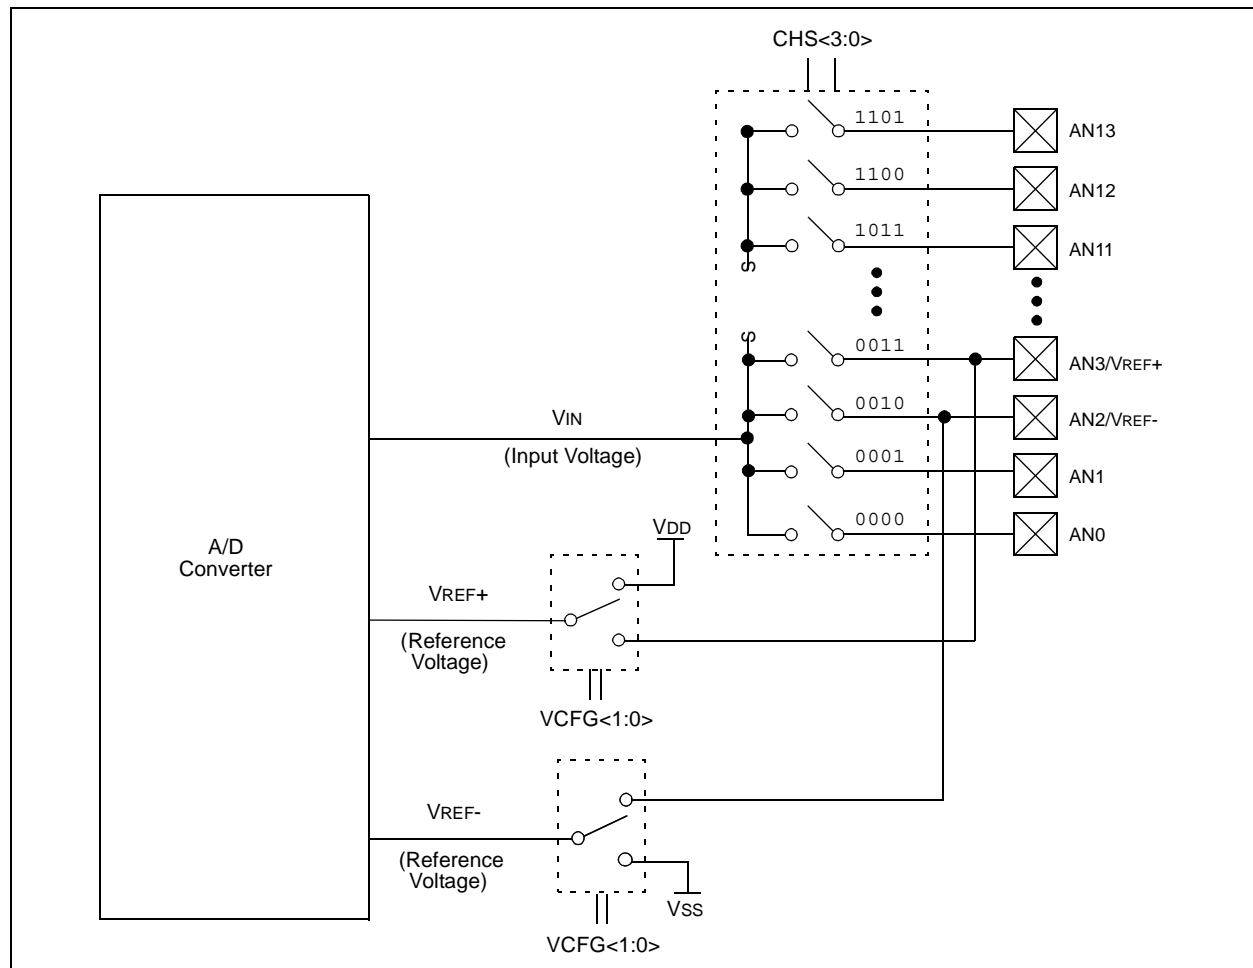 CHS<3:0>
1101
AN13
1100
AN12
1011
AN11
0011
AN3/VREF+
0010
AN2/VREF-
VIN
(Input Voltage)
0001
AN1
0000
AN0
VDD
A/D
Converter
VREF+
(Reference
Voltage)
VCFG<1:0>
VREF-
(Reference
Voltage)
VSS
VCFG<1:0>